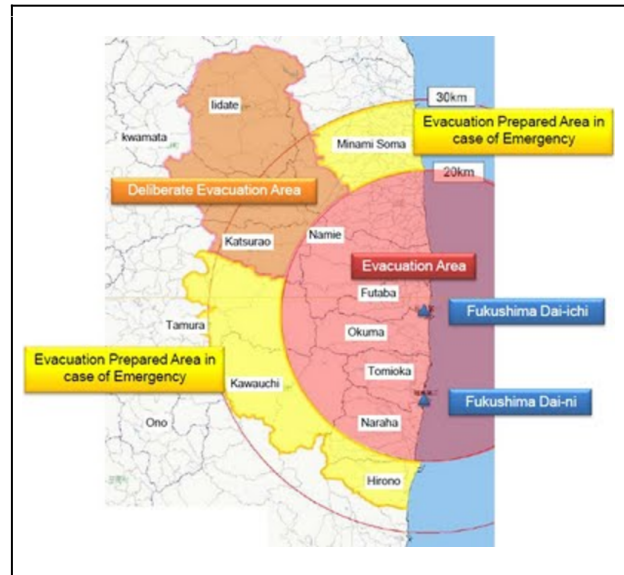 30km
Iidate
Evacuation Prepared Area in
case of Emergency
kwamata
Minami Soma
20km
Deliberate Evacuation Area
Namie
Katsurao
Evacuation Area
Futaba
Fukushima Dai-ichi
Tamura
Okuma
Evacuation Prepared Area in
case of Emergency
Tomioka
Kawauchi
Fukushima Dai-ni
Ono
Naraha
Hirono